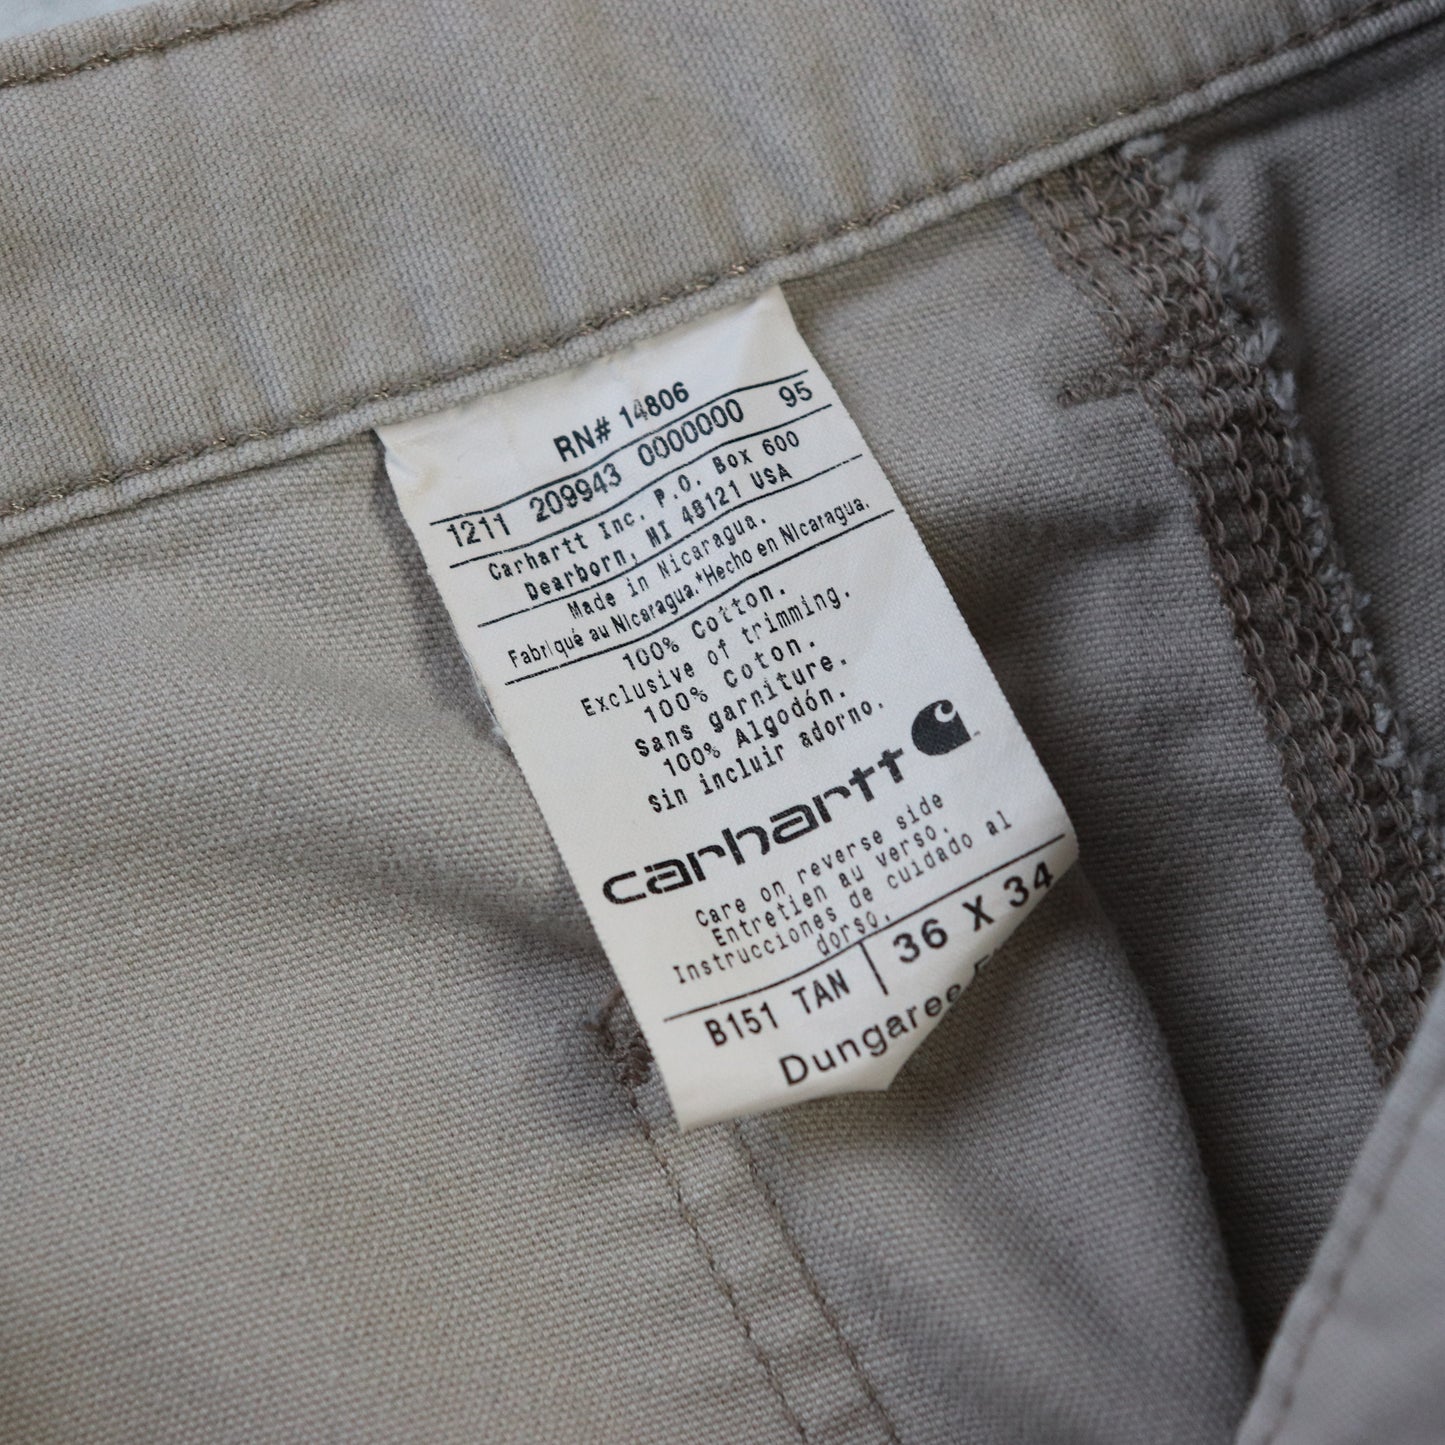 RN# 14806
1211 209943 0000000 95
Carhartt Inc. P.O. Box 600
Dearborn, MI 48121 USA
Made in Nicaragua.
Fabriqué au Nicaragua.*Hecho en Nicaragua.
100% Cotton.
Exclusive of trimming.
100% Coton.
Sans garniture.
100% Algodón.
Sin incluir adorno.
carhartt
Care on reverse side
Entretien au verso.
Instrucciones de cuidado al
dorso.
B151 TAN | 36 X 34
Dungaree